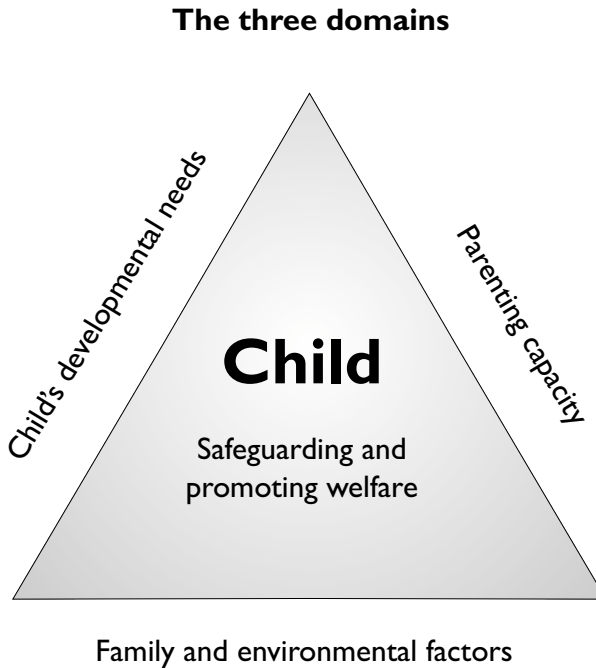 The three domains
Child’s developmental needs
Parenting capacity
Child
Safeguarding and
promoting welfare
Family and environmental factors